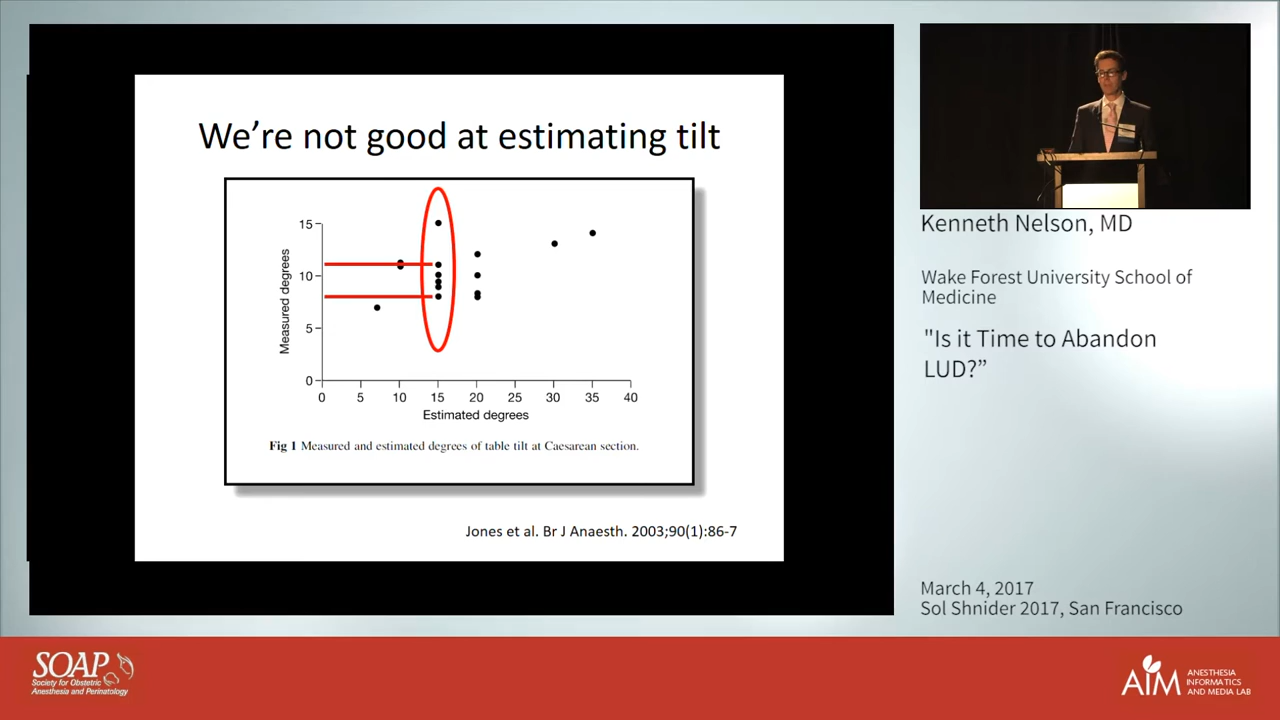 We're not good at estimating tilt
15
10
5
0
Measured degrees
0 5 10 15 20 25 30 35 40
Estimated degrees
Fig 1 Measured and estimated degrees of table tilt at Caesarean section.
Jones et al. Br J Anaesth. 2003;90(1):86-7
Kenneth Nelson, MD
Wake Forest University School of
Medicine
"Is it Time to Abandon
LUD?”
March 4, 2017
Sol Shnider 2017, San Francisco
SOAP
Society for Obstetric
Anesthesia and Perinatology
AIM
ANESTHESIA
INFORMATICS
AND MEDIA LAB